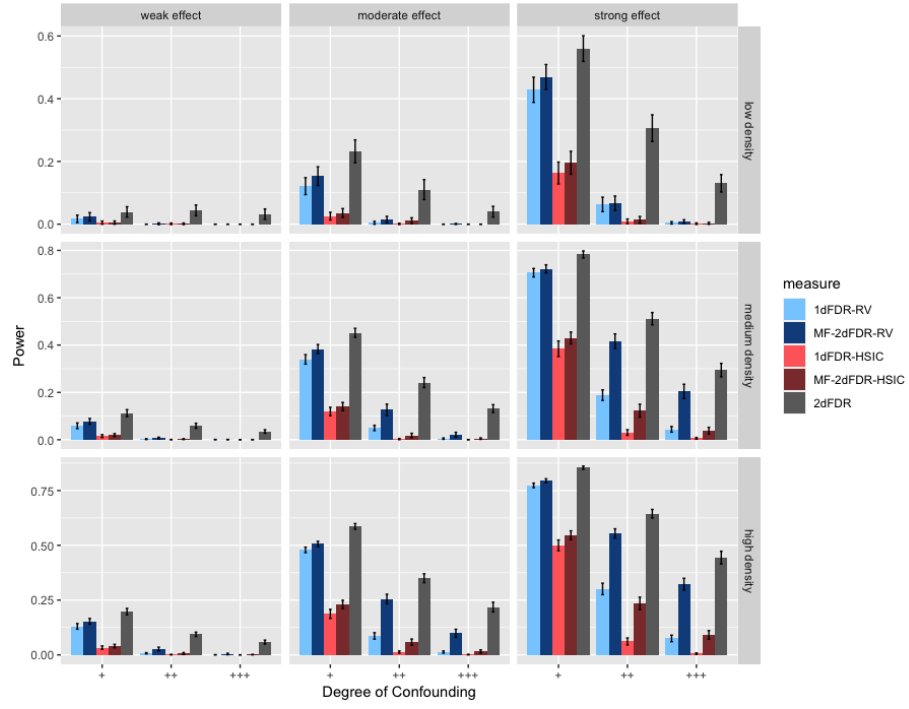 weak effect
moderate effect
strong effect
0.6
0.4
0.2
0.0
low density
0.8
0.6
0.4
0.2
0.0
medium density
0.75
0.50
0.25
0.00
high density
+
++
+++
+
++
+++
+
++
+++
Degree of Confounding
Power
measure
1dFDR-RV
MF-2dFDR-RV
1dFDR-HSIC
MF-2dFDR-HSIC
2dFDR